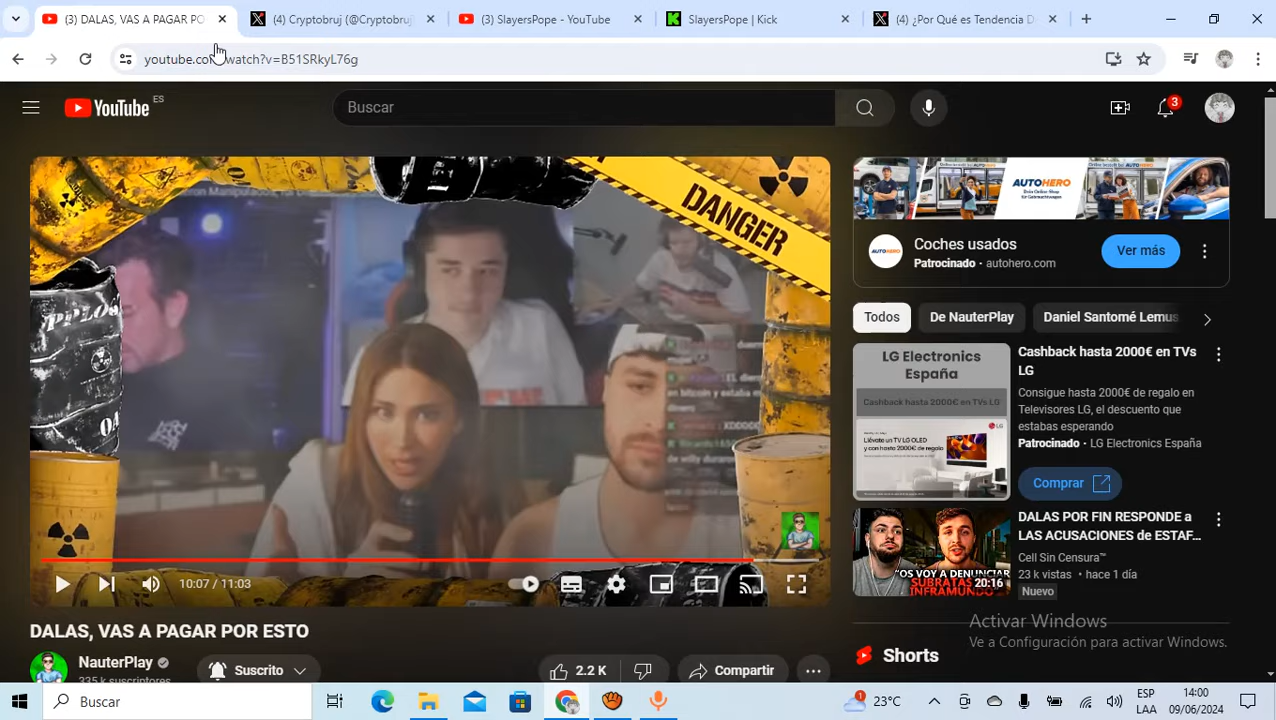 (3) DALAS, VAS A PAGAR PO
(4) Cryptobruj (@Cryptobruj
(3) SlayersPope - YouTube
SlayersPope | Kick
(4) ¿Por Qué es Tendencia D
youtube.com/watch?v=B51SRkyL76g
YouTube ES
Buscar
3
DANGER
AUTOHERO
Coches usados
Patrocinado • autohero.com
Ver más
Todos
De NauterPlay
Daniel Santomé Lemus
LG Electronics
España
Cashback hasta 2000€ en TVs LG
Cashback hasta 2000€ en TVs
LG
Consigue hasta 2000€ de regalo en
Televisores LG, el descuento que
estabas esperando
Patrocinado • LG Electronics España
Comprar
"OS VOY A DENUNCIAR
SUBRATAS
INFRAMUNDO
20:16
DALAS POR FIN RESPONDE a
LAS ACUSACIONES de ESTAF...
Cell Sin Censura™
23 k vistas • hace 1 día
Nuevo
10:07 / 11:03
DALAS, VAS A PAGAR POR ESTO
NauterPlay
335 k suscriptores
Suscrito
2.2 K
Compartir
Activar Windows
Ve a Configuración para activar Windows.
Shorts
Buscar
1
23°C
ESP
LAA
14:00
09/06/2024